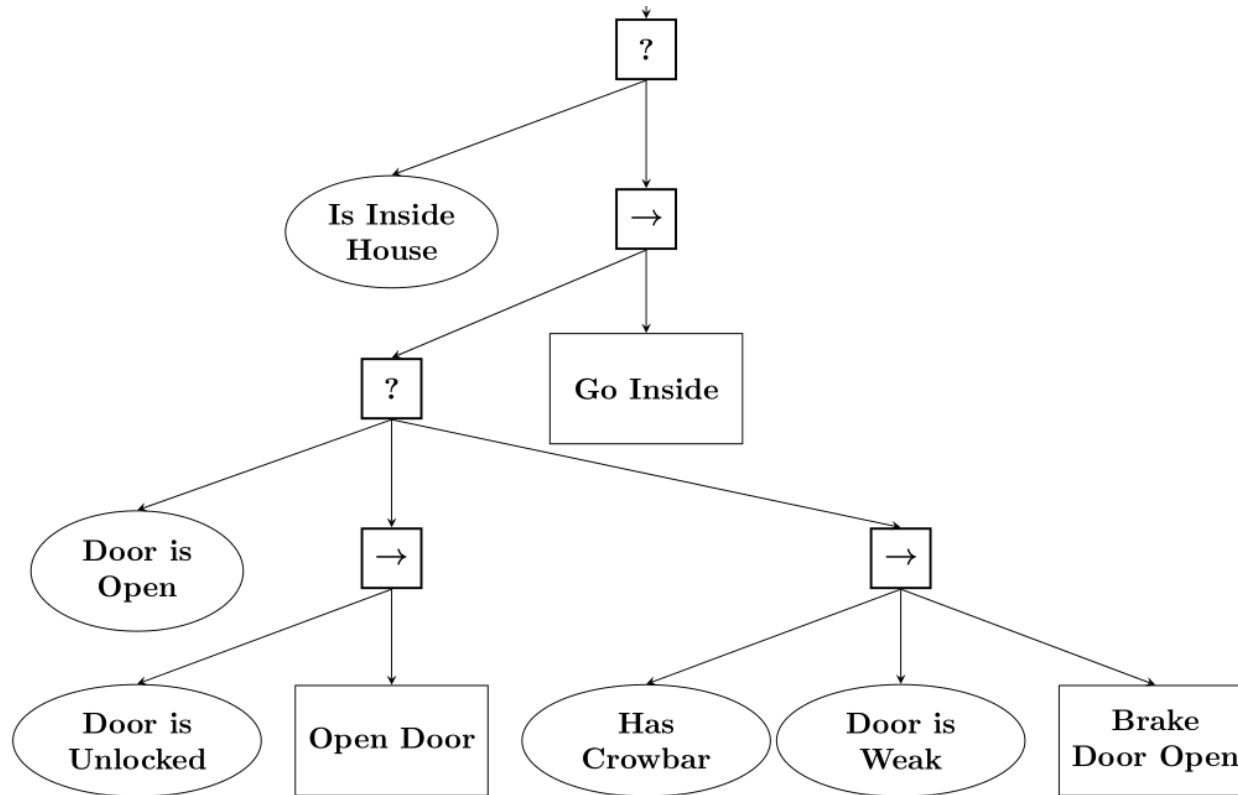 ?
Is Inside
House
→
?
Go Inside
Door is
Open
→
→
Door is
Unlocked
Open Door
Has
Crowbar
Door is
Weak
Brake
Door Open